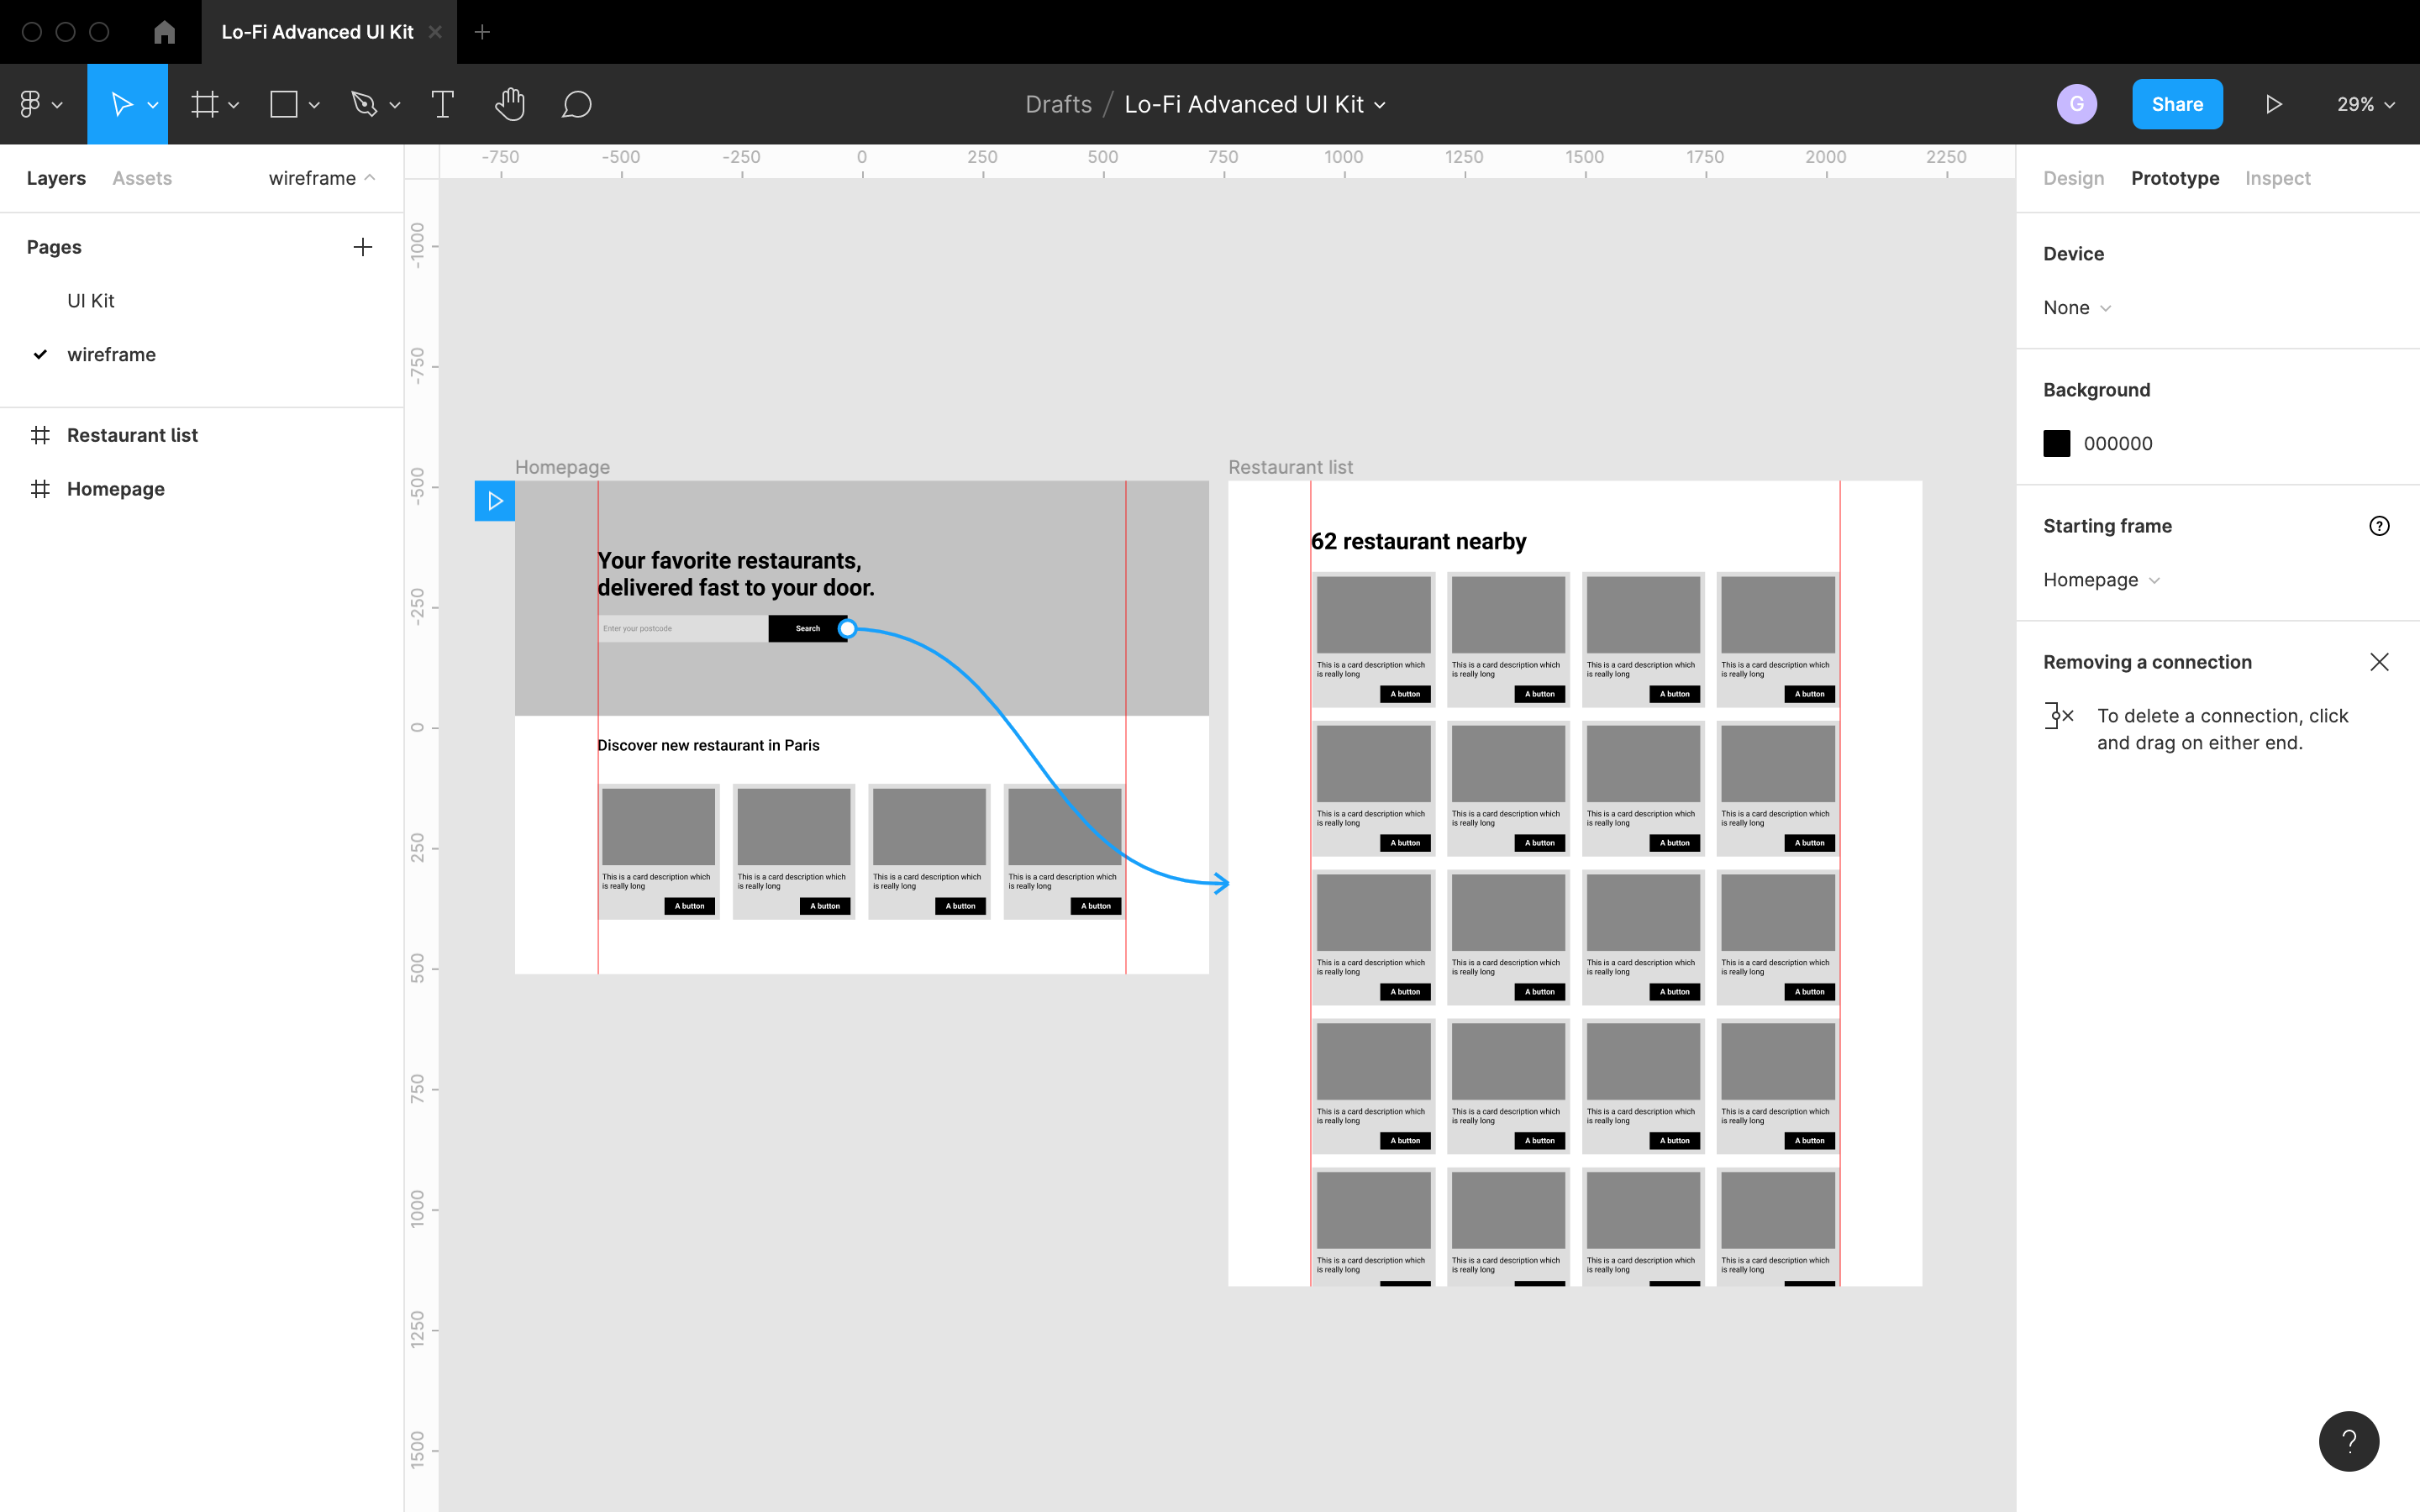 Lo-Fi Advanced UI Kit
Drafts / Lo-Fi Advanced UI Kit
G
Share
29%
Layers
Assets
wireframe
Pages
UI Kit
wireframe
Restaurant list
Homepage
-750 -500 -250 0 250 500 750 1000 1250 1500 1750 2000 2250
-1000
-750
-500
-250
0
250
500
750
1000
1250
1500
Homepage
Your favorite restaurants,
delivered fast to your door.
Enter your postcode
Search
Discover new restaurant in Paris
This is a card description which
is really long
A button
This is a card description which
is really long
A button
This is a card description which
is really long
A button
This is a card description which
is really long
A button
Restaurant list
62 restaurant nearby
This is a card description which
is really long
A button
This is a card description which
is really long
A button
This is a card description which
is really long
A button
This is a card description which
is really long
A button
This is a card description which
is really long
A button
This is a card description which
is really long
A button
This is a card description which
is really long
A button
This is a card description which
is really long
A button
This is a card description which
is really long
A button
This is a card description which
is really long
A button
This is a card description which
is really long
A button
This is a card description which
is really long
A button
This is a card description which
is really long
A button
This is a card description which
is really long
A button
This is a card description which
is really long
A button
This is a card description which
is really long
A button
This is a card description which
is really long
This is a card description which
is really long
This is a card description which
is really long
This is a card description which
is really long
Design
Prototype
Inspect
Device
None
Background
000000
Starting frame
?
Homepage
Removing a connection
To delete a connection, click
and drag on either end.
?